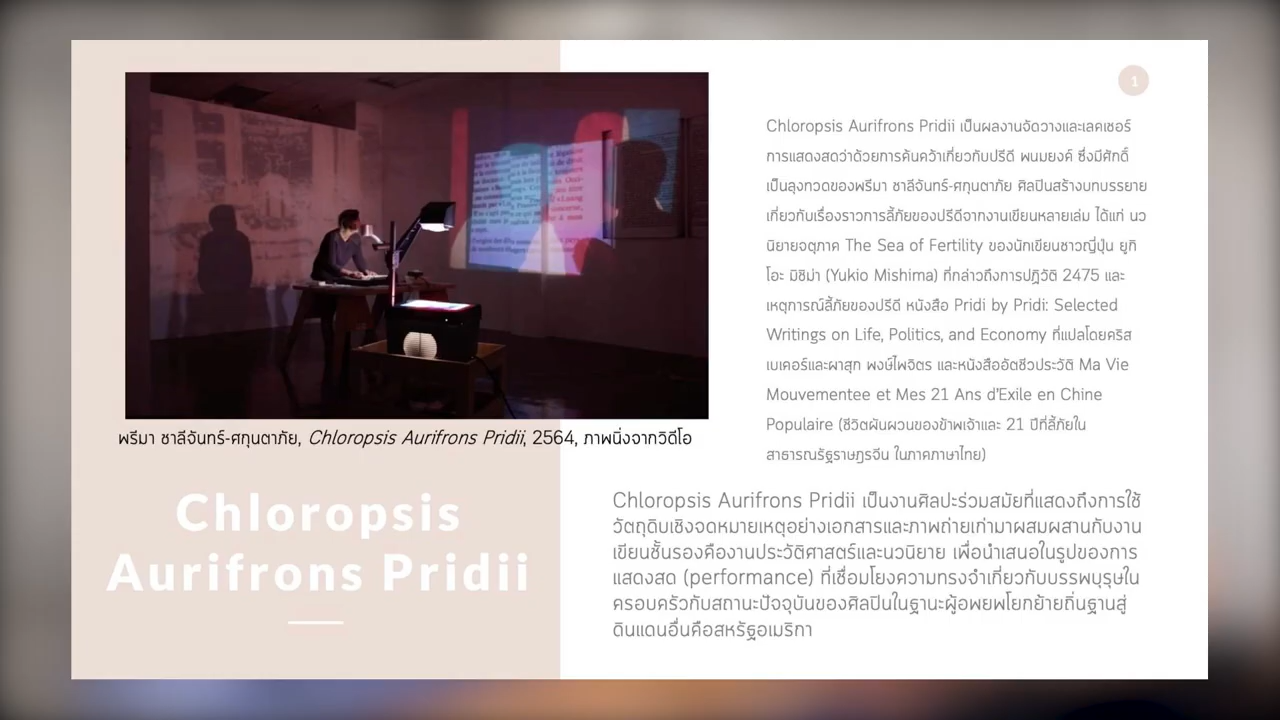 1
Chloropsis Aurifrons Pridii เป็นผลงานจัดวางและเลคเชอร์
การแสดงสดว่าด้วยการค้นคว้าเกี่ยวกับปรีดี พนมยงค์ ซึ่งมีศักดิ์
เป็นลุงทวดของพรีมา ชาลีจันทร์-ศกุนตาภัย ศิลปินสร้างบทบรรยาย
เกี่ยวกับเรื่องราวการลี้ภัยของปรีดีจากงานเขียนหลายเล่ม ได้แก่ นว
นิยายจตุภาค The Sea of Fertility ของนักเขียนชาวญี่ปุ่น ยูกิ
โอะ มิชิม่า (Yukio Mishima) ที่กล่าวถึงการปฎิวัติ 2475 และ
เหตุการณ์ลี้ภัยของปรีดี หนังสือ Pridi by Pridi: Selected
Writings on Life, Politics, and Economy ที่แปลโดยคริส
เบเคอร์และผาสุก พงษ์ไพจิตร และหนังสืออัตชีวประวัติ Ma Vie
Mouvementee et Mes 21 Ans d'Exile en Chine
Populaire (ชีวิตผันผวนของข้าพเจ้าและ 21 ปีที่ลี้ภัยใน
สาธารณรัฐราษฎรจีน ในภาคภาษาไทย)
พรีมา ชาลีจันทร์-ศกุนตาภัย, Chloropsis Aurifrons Pridii, 2564, ภาพนิ่งจากวิดีโอ
Chloropsis
Aurifrons Pridii
Chloropsis Aurifrons Pridii เป็นงานศิลปะร่วมสมัยที่แสดงถึงการใช้
วัตถุดิบเชิงจดหมายเหตุอย่างเอกสารและภาพถ่ายเก่ามาผสมผสานกับงาน
เขียนชั้นรองคืองานประวัติศาสตร์และนวนิยาย เพื่อนำเสนอในรูปของการ
แสดงสด (performance) ที่เชื่อมโยงความทรงจำเกี่ยวกับบรรพบุรุษใน
ครอบครัวกับสถานะปัจจุบันของศิลปินในฐานะผู้อพยพโยกย้ายถิ่นฐานสู่
ดินแดนอื่นคือสหรัฐอเมริกา